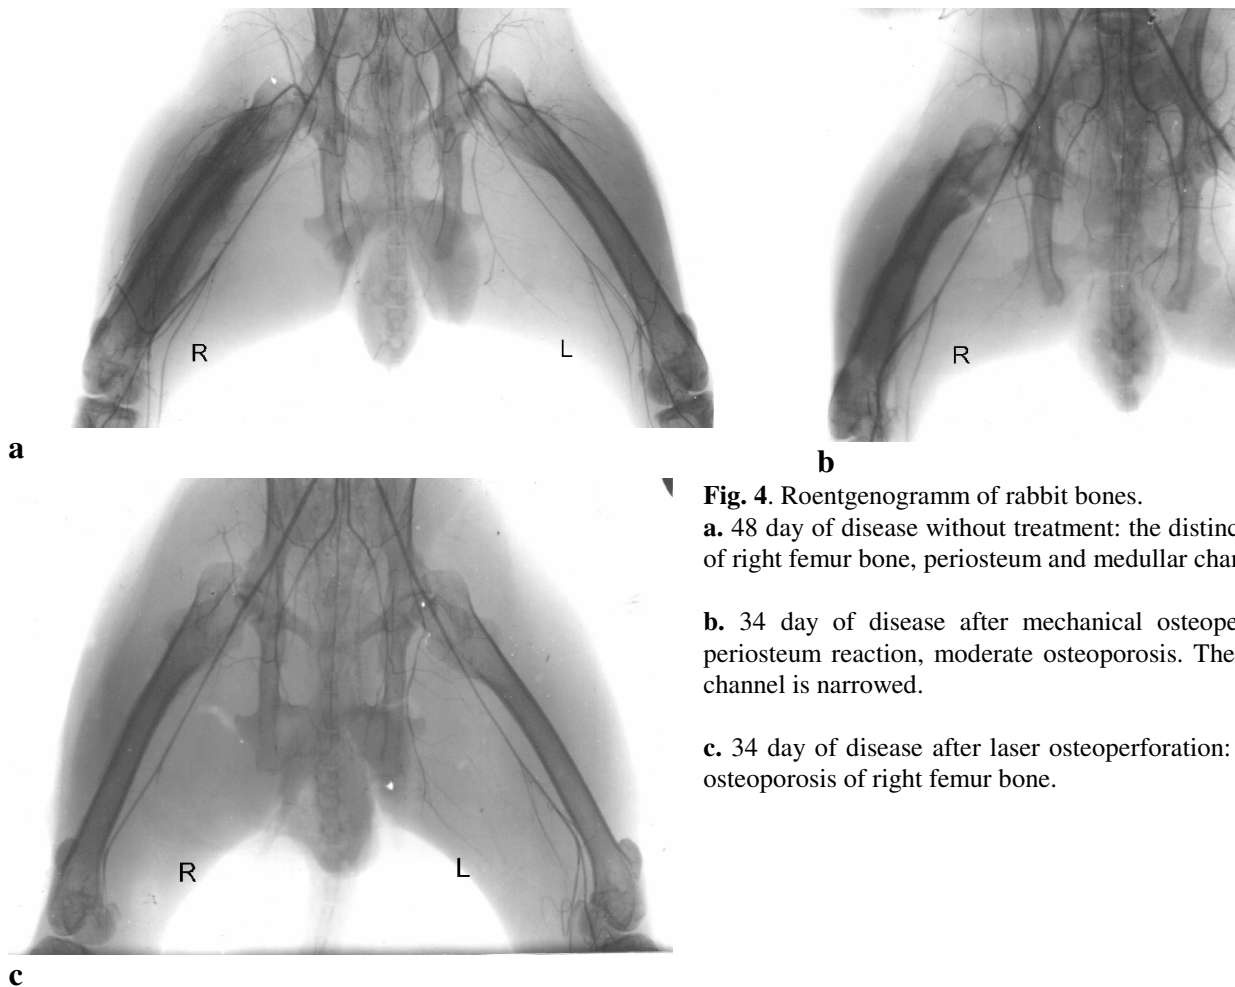 R
L
a
R
b
Fig. 4. Roentgenogramm of rabbit bones.
a. 48 day of disease without treatment: the distinc
of right femur bone, periosteum and medullar chan
b. 34 day of disease after mechanical osteope
periosteum reaction, moderate osteoporosis. The
channel is narrowed.
c. 34 day of disease after laser osteoperforation:
osteoporosis of right femur bone.
R
L
c